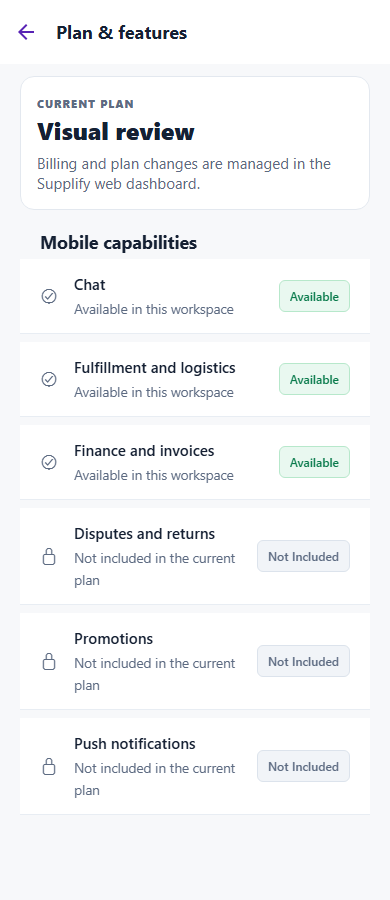 Plan & features
CURRENT PLAN
Visual review
Billing and plan changes are managed in the
Supplify web dashboard.
Mobile capabilities
Chat
Available in this workspace
Available
Fulfillment and logistics
Available in this workspace
Available
Finance and invoices
Available in this workspace
Available
Disputes and returns
Not included in the current
plan
Not Included
Promotions
Not included in the current
plan
Not Included
Push notifications
Not included in the current
plan
Not Included